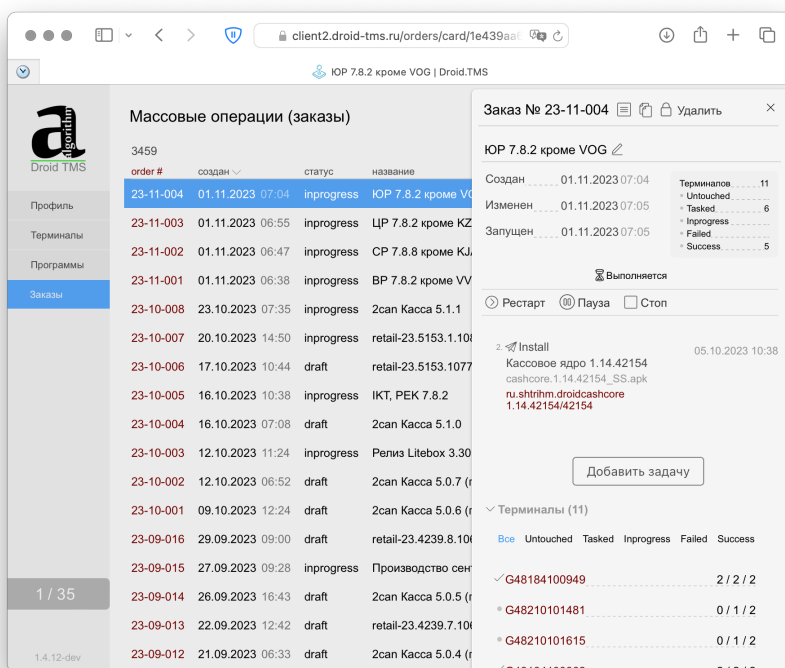 client2.droid-tms.ru/orders/card/1e439aa6
ЮР 7.8.2 кроме VOG | Droid.TMS
a algorithm
Droid TMS
Профиль
Терминалы
Программы
Заказы
1 / 35
1.4.12-dev
Массовые операции (заказы)
3459
order # создан статус название
23-11-004 01.11.2023 07:04 inprogress ЮР 7.8.2 кроме VO
23-11-003 01.11.2023 06:55 inprogress ЦР 7.8.2 кроме KZ
23-11-002 01.11.2023 06:47 inprogress СР 7.8.8 кроме KJ
23-11-001 01.11.2023 06:38 inprogress ВР 7.8.2 кроме VV
23-10-008 23.10.2023 07:35 inprogress 2can Касса 5.1.1
23-10-007 20.10.2023 14:50 inprogress retail-23.5153.1.108
23-10-006 17.10.2023 10:44 draft retail-23.5153.1077
23-10-005 16.10.2023 10:38 inprogress IKT, PEK 7.8.2
23-10-004 16.10.2023 07:08 draft 2can Касса 5.1.0
23-10-003 12.10.2023 11:24 inprogress Релиз Litebox 3.30
23-10-002 12.10.2023 06:52 draft 2can Касса 5.0.7 (г
23-10-001 09.10.2023 12:24 draft 2can Касса 5.0.6 (г
23-09-016 29.09.2023 09:00 draft retail-23.4239.8.106
23-09-015 27.09.2023 09:28 inprogress Производство сен
23-09-014 26.09.2023 16:43 draft 2can Касса 5.0.5 (г
23-09-013 22.09.2023 12:42 draft retail-23.4239.7.106
23-09-012 21.09.2023 06:33 draft 2can Касса 5.0.4 (г
Заказ № 23-11-004 Удалить
ЮР 7.8.2 кроме VOG
Создан 01.11.2023 07:04
Изменен 01.11.2023 07:05
Запущен 01.11.2023 07:05
Терминалов 11
Untouched
Tasked 6
Inprogress
Failed
Success 5
Выполняется
Рестарт Пауза Стоп
2. Install 05.10.2023 10:38
Кассовое ядро 1.14.42154
cashcore.1.14.42154_SS.apk
ru.shtrihm.droidcashcore
1.14.42154/42154
Добавить задачу
Терминалы (11)
Все Untouched Tasked Inprogress Failed Success
G48184100949 2 / 2 / 2
G48210101481 0 / 1 / 2
G48210101615 0 / 1 / 2